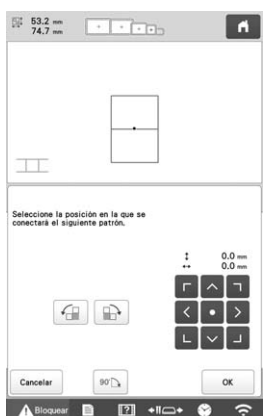 53.2 mm
74.7 mm
Seleccione la posición en la que se
conectará el siguiente patrón.
0.0 mm
0.0 mm
Cancelar
90°
OK
Bloquear